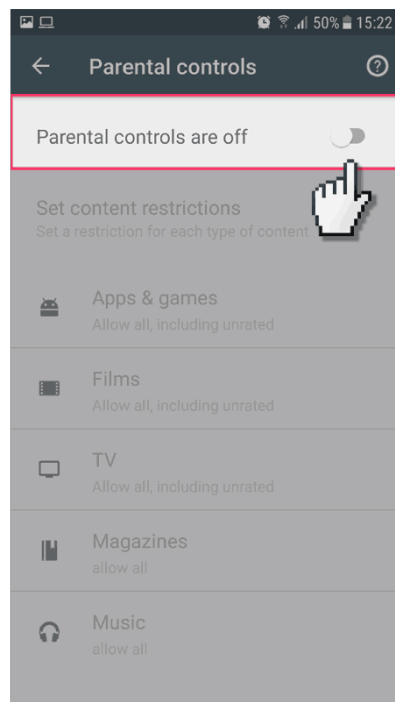 50% 15:22
Parental controls
Parental controls are off
Set content restrictions
Set a restriction for each type of content
Apps & games
Allow all, including unrated
Films
Allow all, including unrated
TV
Allow all, including unrated
Magazines
allow all
Music
allow all